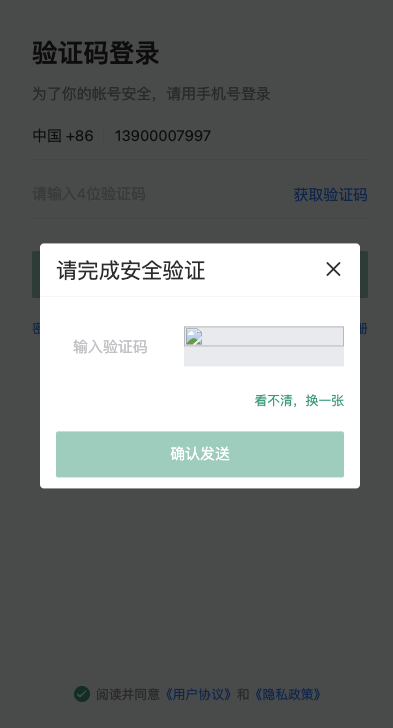 验证码登录
为了你的帐号安全，请用手机号登录
中国 +86 13900007997
请输入4位验证码 获取验证码
请完成安全验证
输入验证码
看不清，换一张
确认发送
阅读并同意《用户协议》和《隐私政策》